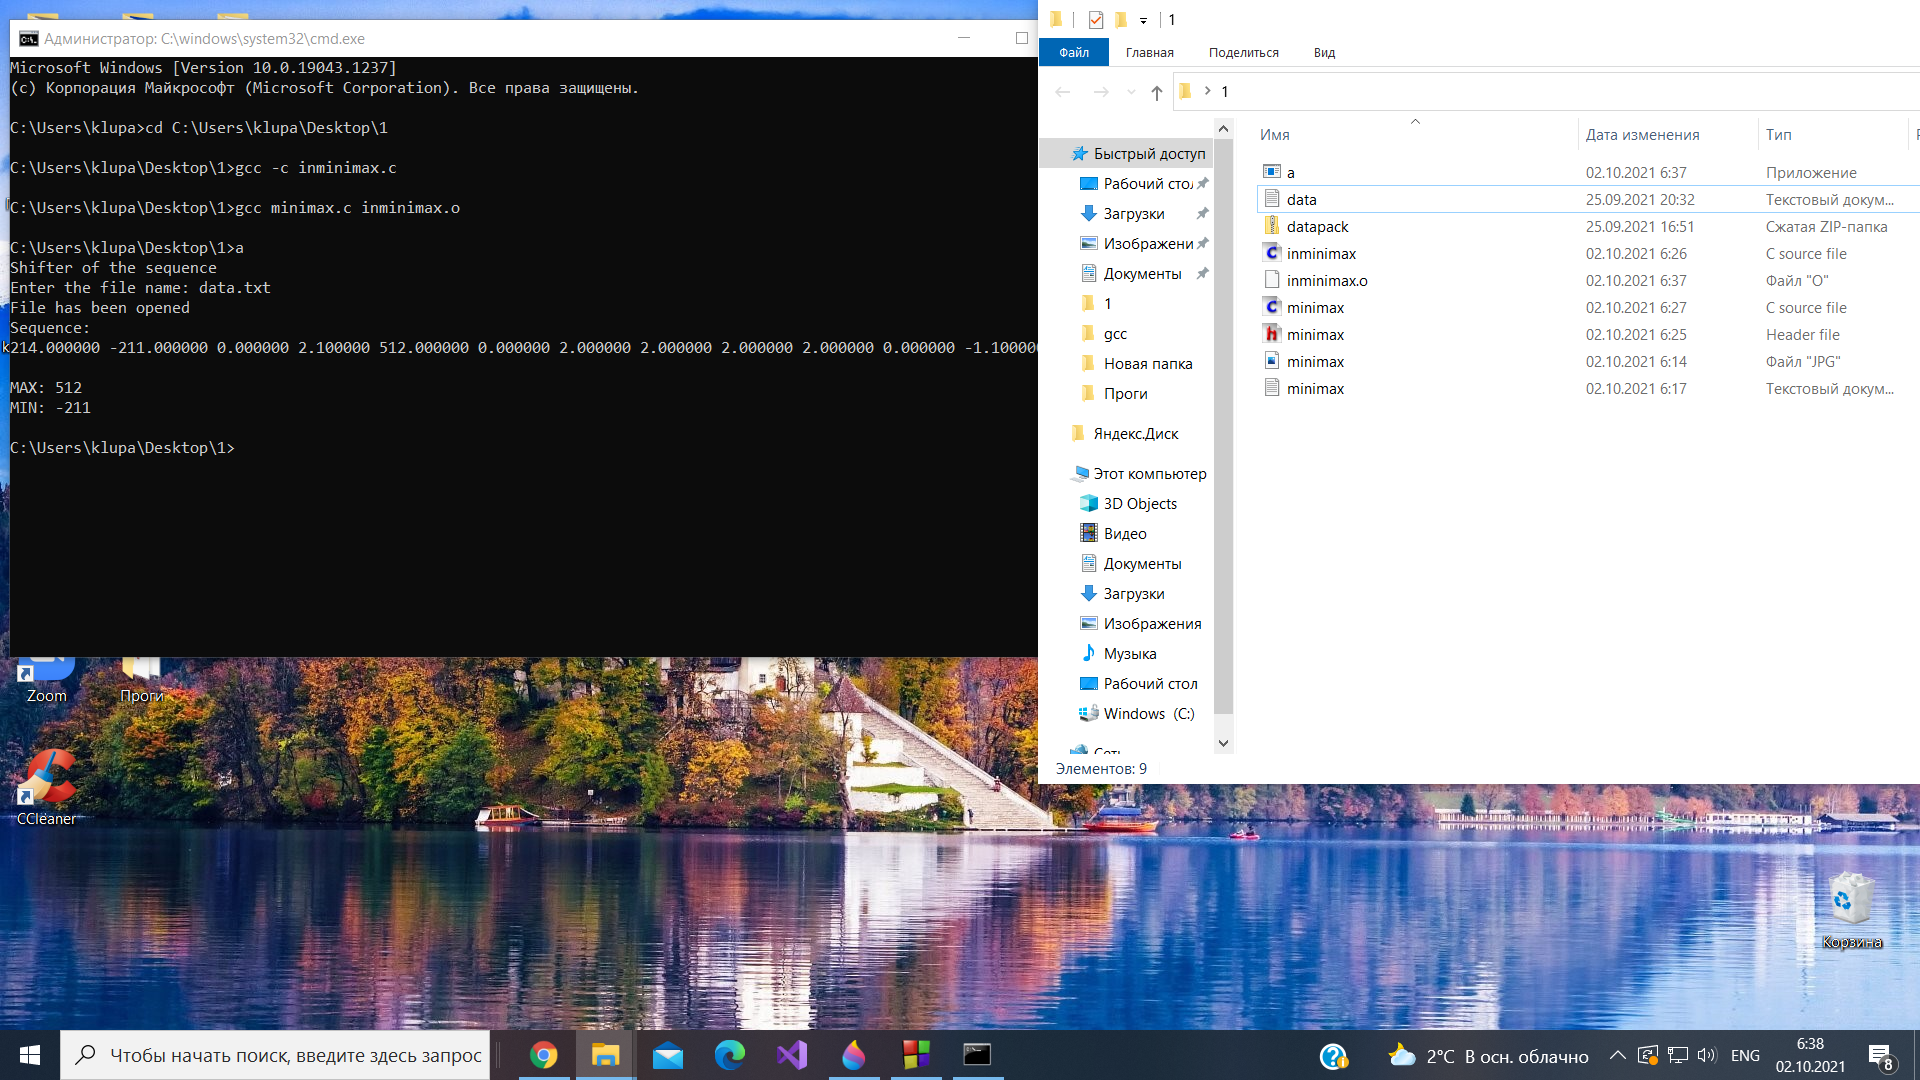 Администратор: C:\windows\system32\cmd.exe
Microsoft Windows [Version 10.0.19043.1237]
(c) Корпорация Майкрософт (Microsoft Corporation). Все права защищены.
C:\Users\klupa>cd C:\Users\klupa\Desktop\1
C:\Users\klupa\Desktop\1>gcc -c inminimax.c
C:\Users\klupa\Desktop\1>gcc minimax.c inminimax.o
C:\Users\klupa\Desktop\1>a
Shifter of the sequence
Enter the file name: data.txt
File has been opened
Sequence:
214.000000 -211.000000 0.000000 2.100000 512.000000 0.000000 2.000000 2.000000 2.000000 2.000000 0.000000 -1.100000
MAX: 512
MIN: -211
C:\Users\klupa\Desktop\1>
1
Файл Главная Поделиться Вид
1
Имя Дата изменения Тип
a 02.10.2021 6:37 Приложение
data 25.09.2021 20:32 Текстовый докум...
datapack 25.09.2021 16:51 Сжатая ZIP-папка
inminimax 02.10.2021 6:26 C source file
inminimax.o 02.10.2021 6:37 Файл "O"
minimax 02.10.2021 6:27 C source file
minimax 02.10.2021 6:25 Header file
minimax 02.10.2021 6:14 Файл "JPG"
minimax 02.10.2021 6:17 Текстовый докум...
Быстрый доступ
Рабочий стол
Загрузки
Изображени
Документы
1
gcc
Новая папка
Проги
Яндекс.Диск
Этот компьютер
3D Objects
Видео
Документы
Загрузки
Изображения
Музыка
Рабочий стол
Windows (C:)
Сеть
Элементов: 9
Zoom
Проги
CCleaner
Корзина
Чтобы начать поиск, введите здесь запрос
2°C В осн. облачно
ENG
6:38
02.10.2021
8